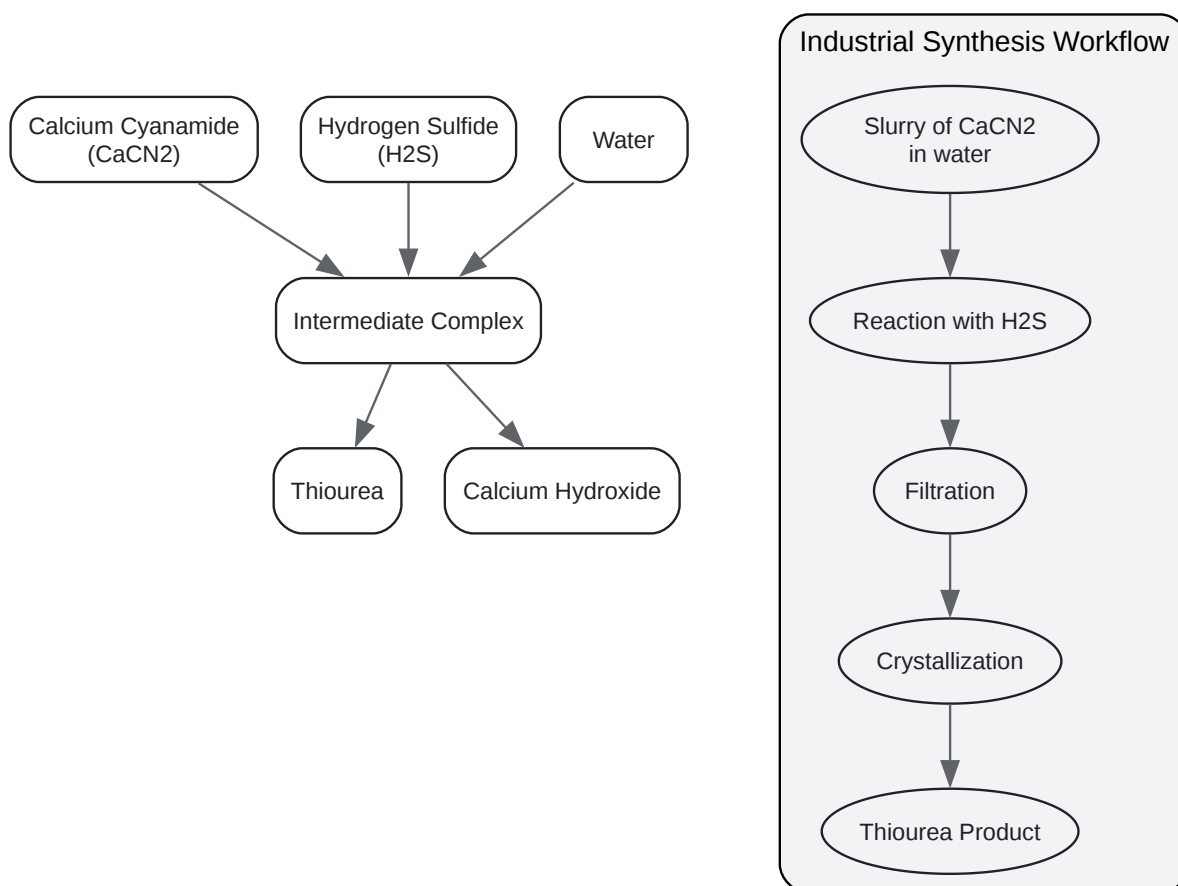 Calcium Cyanamide
(CaCN2)
Hydrogen Sulfide
(H2S)
Water
Intermediate Complex
Thiourea
Calcium Hydroxide
Industrial Synthesis Workflow
Slurry of CaCN2
in water
Reaction with H2S
Filtration
Crystallization
Thiourea Product